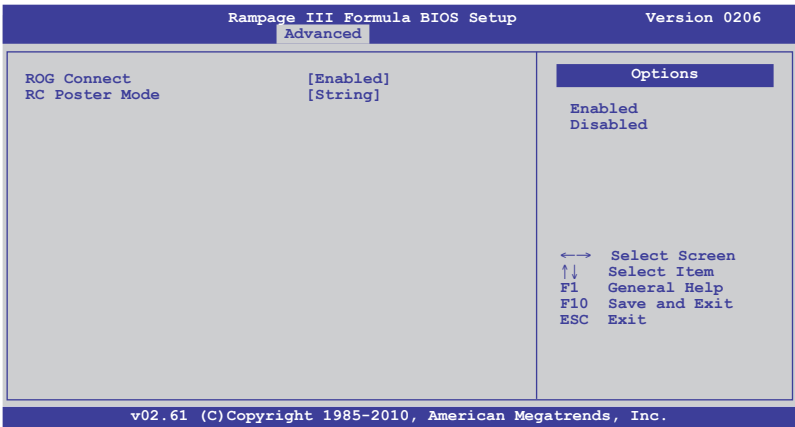 Rampage III Formula BIOS Setup Version 0206
Advanced
ROG Connect [Enabled]
RC Poster Mode [String]
Options
Enabled
Disabled
←→ Select Screen
↑↓ Select Item
F1 General Help
F10 Save and Exit
ESC Exit
v02.61 (C)Copyright 1985-2010, American Megatrends, Inc.